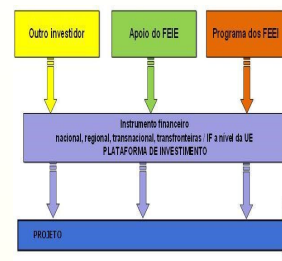 Outro investidor
Apoio do FEIE
Programa dos FEEI
Instrumento financeiro
nacional, regional, transnacional, transfronteiras / IF a nível da UE
PLATAFORMA DE INVESTIMENTO
PROJETO